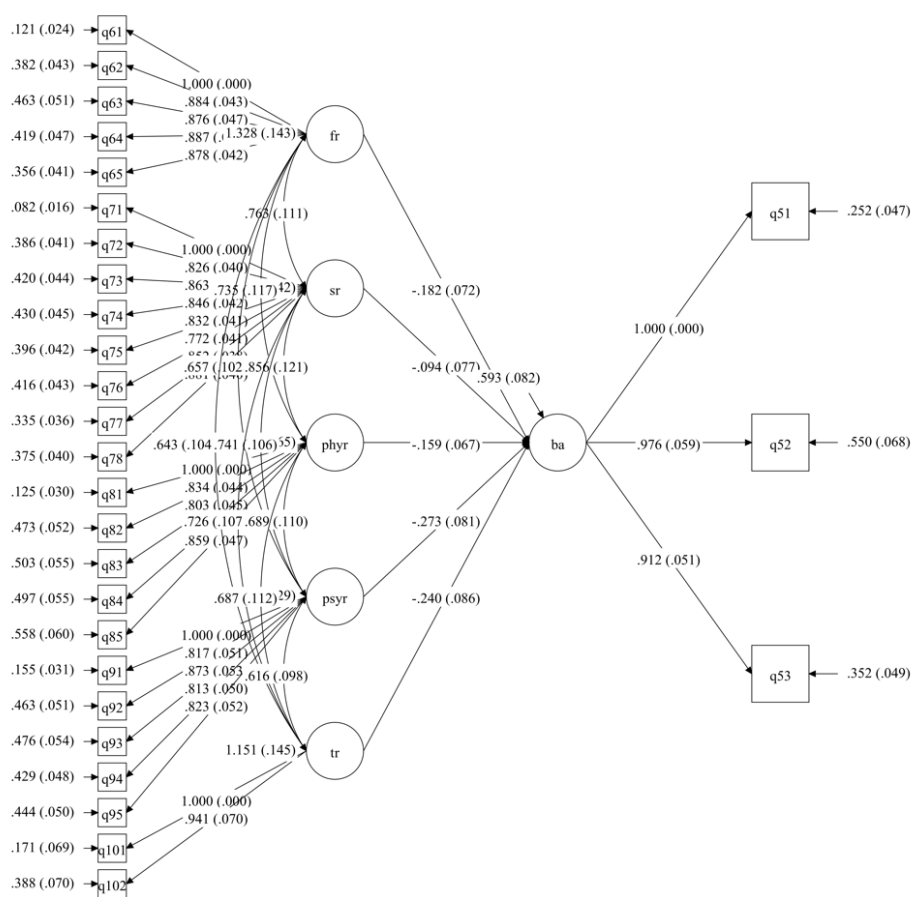 .121 (.024) q61
.382 (.043) q62
.463 (.051) q63
.419 (.047) q64
.356 (.041) q65
.082 (.016) q71
.386 (.041) q72
.420 (.044) q73
.430 (.045) q74
.396 (.042) q75
.416 (.043) q76
.335 (.036) q77
.375 (.040) q78
.125 (.030) q81
.473 (.052) q82
.503 (.055) q83
.497 (.055) q84
.558 (.060) q85
.155 (.031) q91
.463 (.051) q92
.476 (.054) q93
.429 (.048) q94
.444 (.050) q95
.171 (.069) q101
.388 (.070) q102
1.000 (.000)
.884 (.043)
.876 (.047)
.887
1.328 (.143)
.878 (.042)
fr
.763 (.111)
1.000 (.000)
.826 (.040)
.863
.735 (.117)
.846 (.042)
.832 (.041)
.772 (.041)
sr
.657 (.102
.856 (.121)
.643 (.104
.741 (.106)
phyr
1.000 (.000)
.834 (.044)
.803 (.045)
.726 (.107
.689 (.110)
.859 (.047)
.687 (.112)
psyr
1.000 (.000)
.817 (.051)
.873 (.053
.813 (.050)
.823 (.052)
.616 (.098)
1.151 (.145)
tr
1.000 (.000)
.941 (.070)
-.182 (.072)
-.094 (.077)
.593 (.082)
-.159 (.067)
-.273 (.081)
-.240 (.086)
ba
1.000 (.000)
.976 (.059)
.912 (.051)
q51 .252 (.047)
q52 .550 (.068)
q53 .352 (.049)